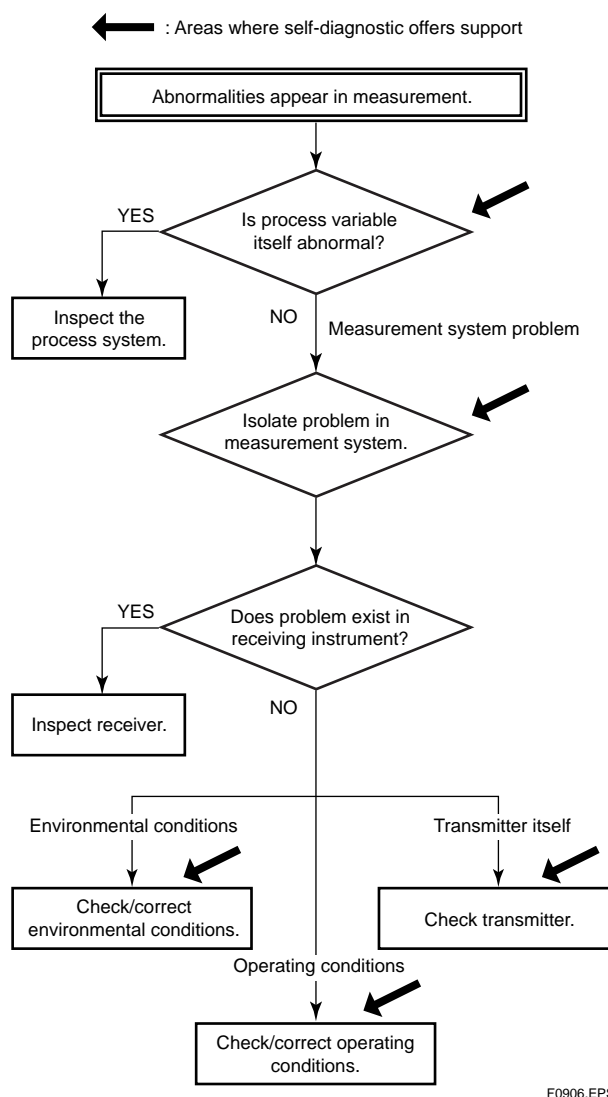 : Areas where self-diagnostic offers support
Abnormalities appear in measurement.
YES
Is process variable
itself abnormal?
Inspect the
process system.
NO
Measurement system problem
Isolate problem in
measurement system.
YES
Does problem exist in
receiving instrument?
Inspect receiver.
NO
Environmental conditions
Transmitter itself
Check/correct
environmental conditions.
Check transmitter.
Operating conditions
Check/correct operating
conditions.
F0906.EPS